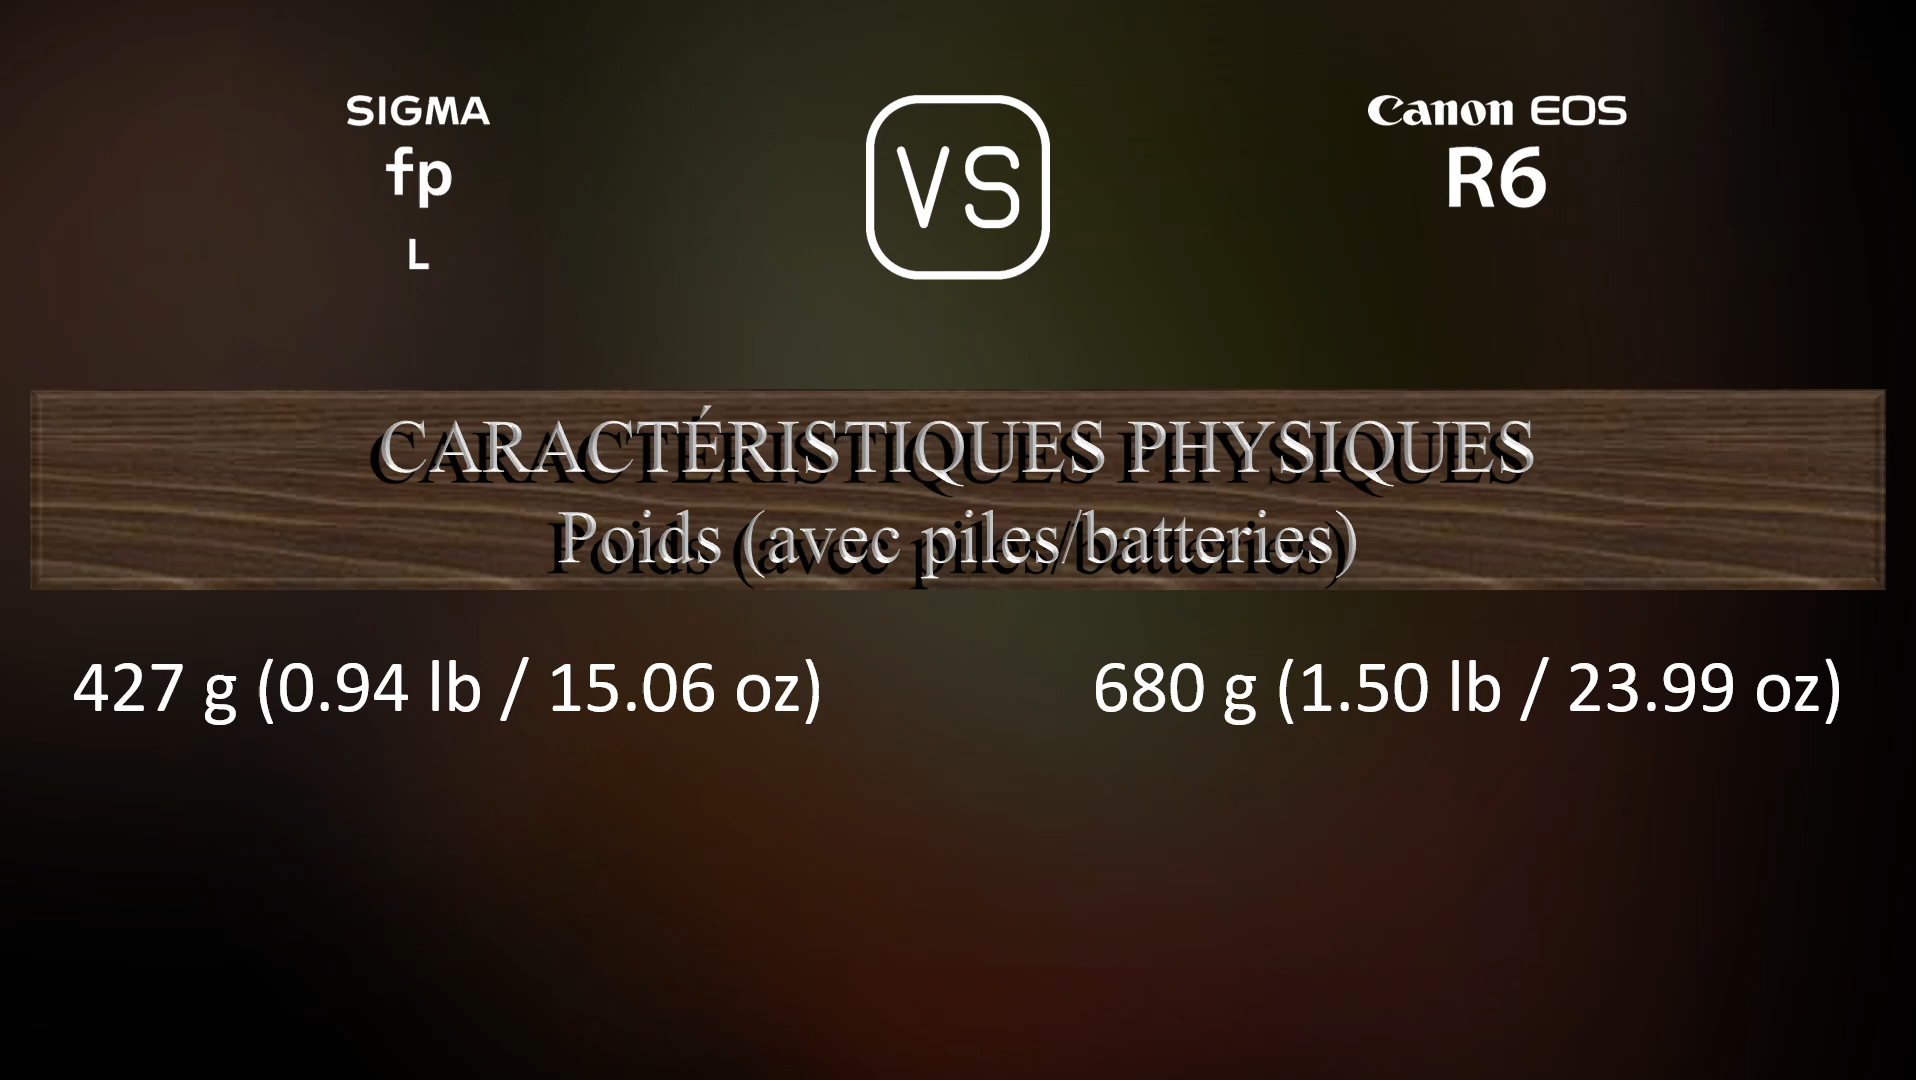 SIGMA
fp
L
VS
Canon EOS
R6
CARACTÉRISTIQUES PHYSIQUES
Poids (avec piles/batteries)
427 g (0.94 lb / 15.06 oz)
680 g (1.50 lb / 23.99 oz)